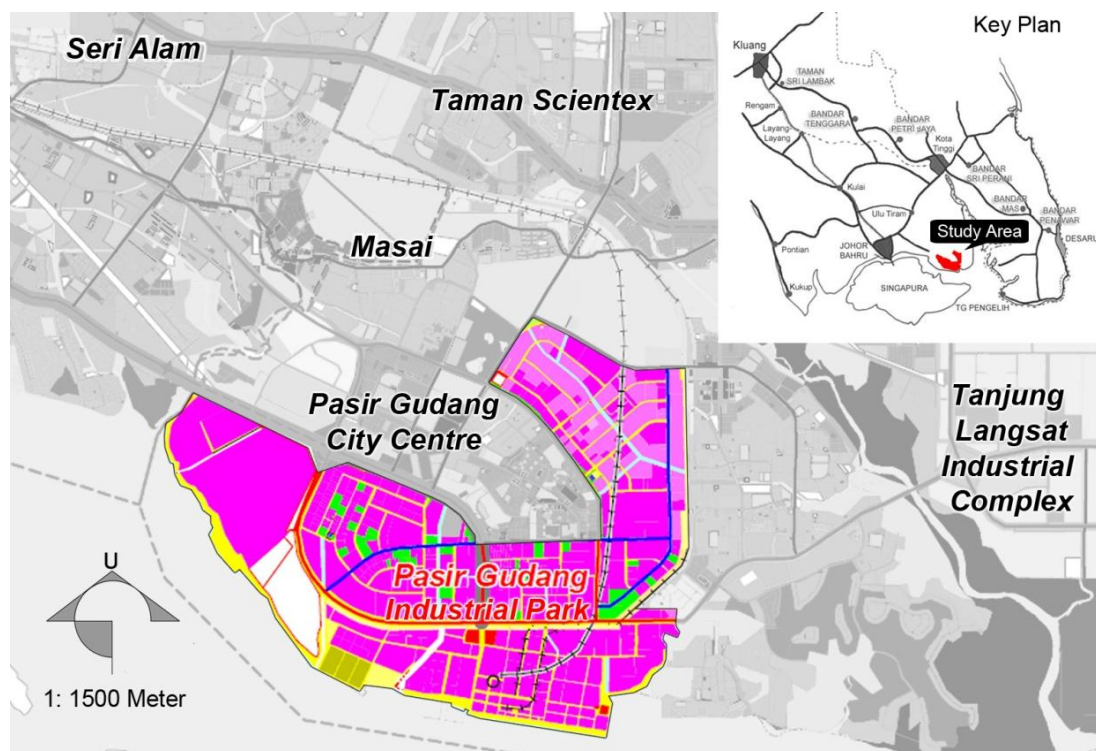 Seri Alam
Taman Scientex
Masai
Pasir Gudang
City Centre
Tanjung
Langsat
Industrial
Complex
Pasir Gudang
Industrial Park
U
1: 1500 Meter
Key Plan
Kluang
TAMAN
SRI LAMBAK
Rengam
BANDAR
TENGGARA
BANDAR
PETRI JAYA
Layang-
Layang
Kota
Tinggi
BANDAR
SRI PERANI
Kulai
BANDAR
MAS
BANDAR
PENAWAR
Ulu Tiram
Study Area
DESARU
JOHOR
BAHRU
Pontian
SINGAPURA
Kukup
TG PENGELIH